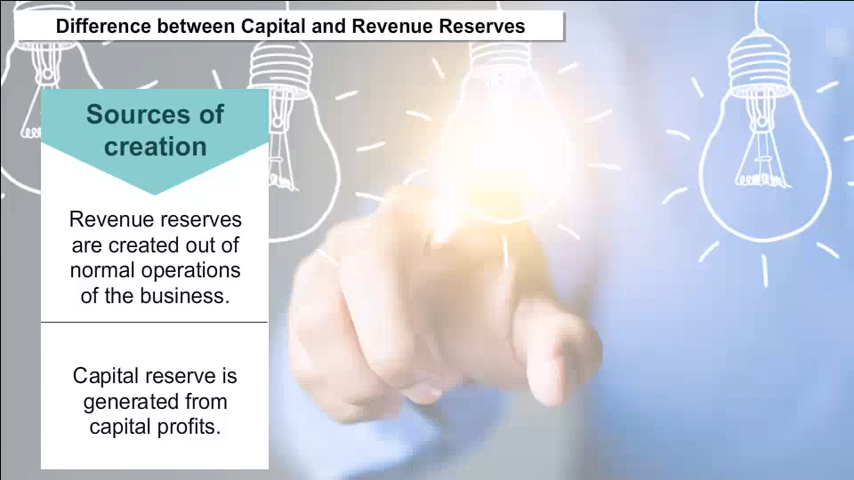 Difference between Capital and Revenue Reserves
Sources of
creation
Revenue reserves
are created out of
normal operations
of the business.
Capital reserve is
generated from
capital profits.